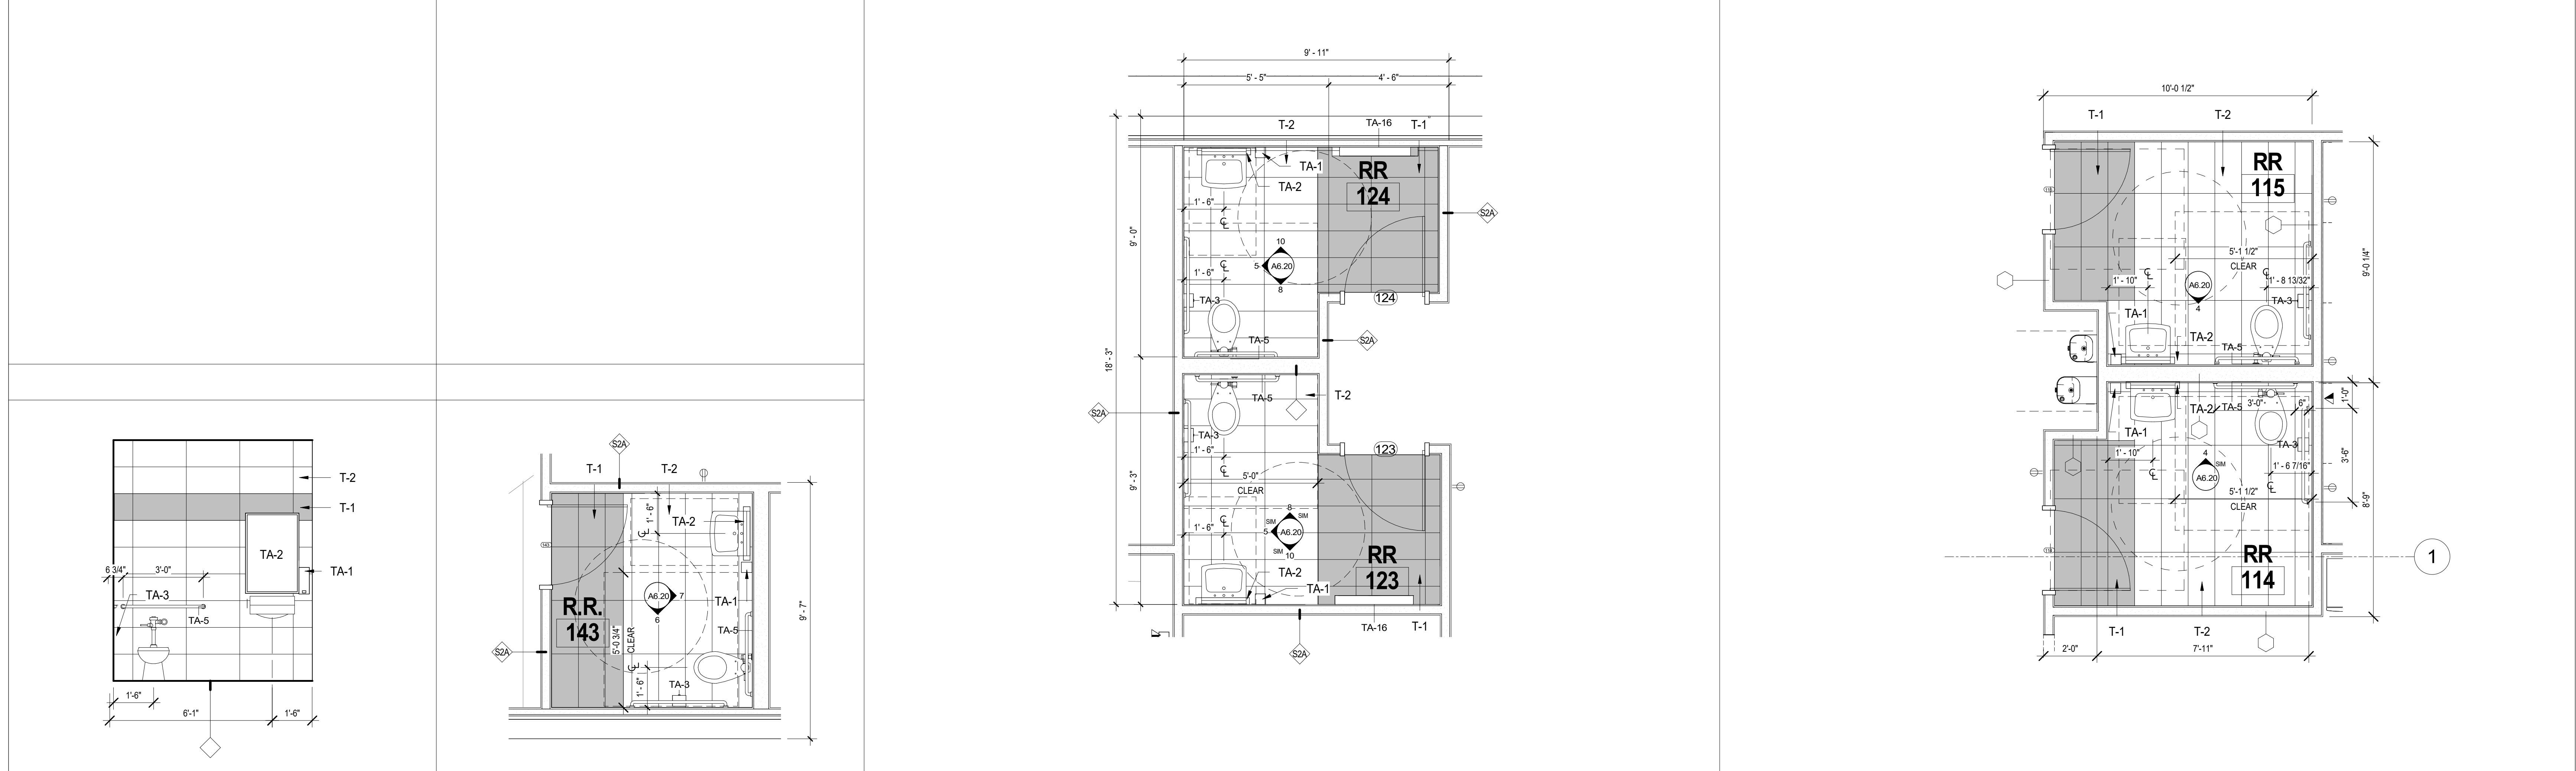 T-2
T-1
TA-2
TA-1
6 3/4"
3'-0"
TA-3
TA-5
1'-6"
6'-1"
1'-6"
S2A
T-1
T-2
1' - 6"
TA-2
A6.20
7
6
TA-1
R.R.
143
5'-0 3/4"
CLEAR
TA-5
1' - 6"
TA-3
S2A
9' - 7"
9' - 11"
5' - 5"
4' - 6"
T-2
TA-16
T-1
TA-1
TA-2
RR
124
1' - 6"
S2A
9' - 0"
10
5
A6.20
8
1' - 6"
TA-3
124
TA-5
S2A
18' - 3"
TA-5
T-2
S2A
TA-3
1' - 6"
123
9' - 3"
5'-0"
CLEAR
8
SIM
SIM
5
A6.20
1' - 6"
SIM
10
RR
123
TA-2
TA-1
TA-16
T-1
S2A
10'-0 1/2"
T-1
T-2
RR
115
5'-1 1/2"
CLEAR
9'-0 1/4"
1' - 10"
A6.20
4
1' - 8 13/32"
TA-3
TA-1
TA-2
TA-5
TA-2
TA-5
3'-0"
6"
1'-0"
TA-1
TA-3
1' - 10"
4
SIM
A6.20
1' - 6 7/16"
3'-6"
5'-1 1/2"
CLEAR
8'-9"
RR
114
1
T-1
T-2
2'-0"
7'-11"